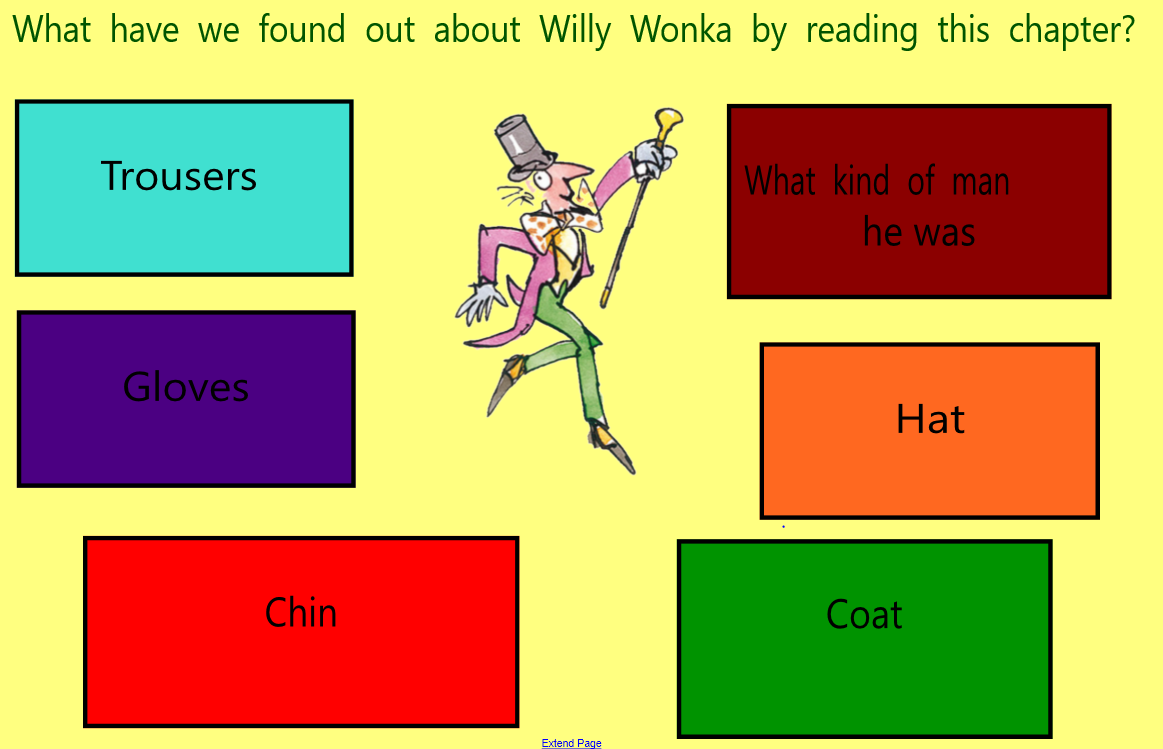 What have we found out about Willy Wonka by reading this chapter?
Trousers
What kind of man
he was
Gloves
Hat
Chin
Coat
Extend Page